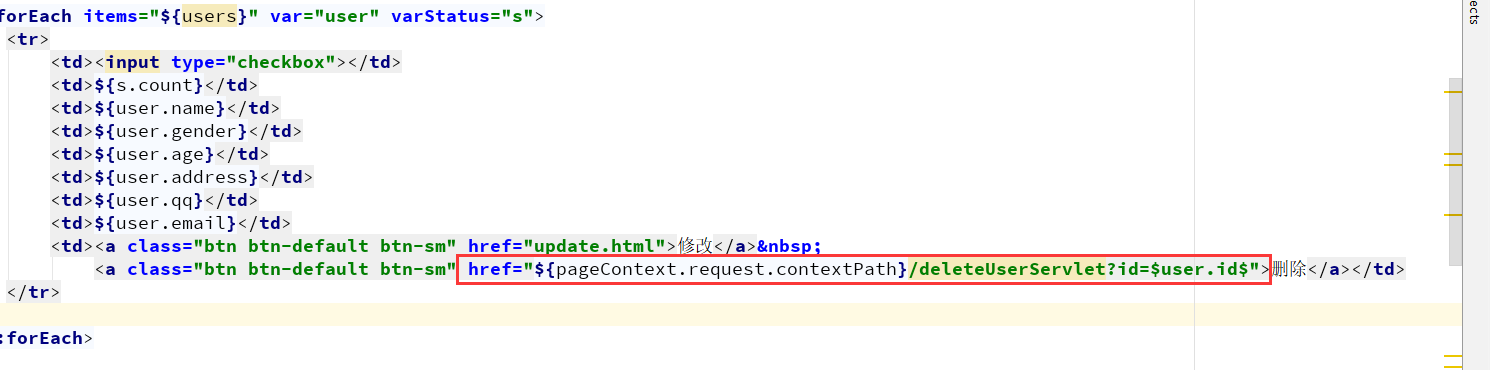 forEach items="${users}" var="user" varStatus="s">
<tr>
<td><input type="checkbox"></td>
<td>${s.count}</td>
<td>${user.name}</td>
<td>${user.gender}</td>
<td>${user.age}</td>
<td>${user.address}</td>
<td>${user.qq}</td>
<td>${user.email}</td>
<td><a class="btn btn-default btn-sm" href="update.html">修改</a>&nbsp;
<a class="btn btn-default btn-sm" href="${pageContext.request.contextPath}/deleteUserServlet?id=$user.id$">删除</a></td>
</tr>
:forEach>
ects